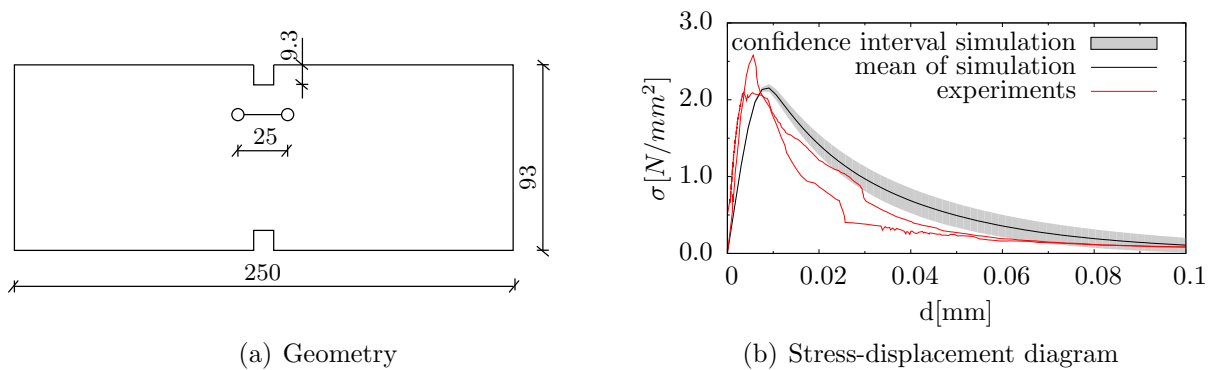 9.3
25
93
250
(a) Geometry
3.0
2.0
1.0
0.0
σ[N/mm²]
confidence interval simulation
mean of simulation
experiments
0
0.02
0.04
0.06
0.08
0.1
d[mm]
(b) Stress-displacement diagram